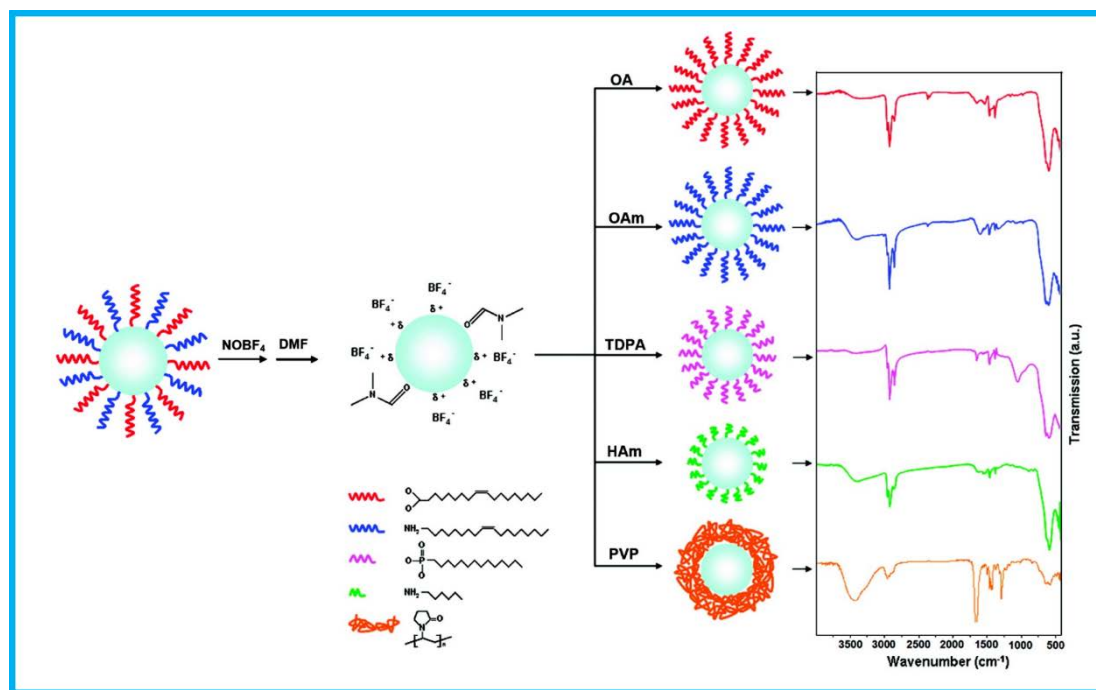 OA
OAm
TDPA
HAm
PVP
NOBF4 DMF
BF4-
BF4-
BF4-
BF4-
BF4-
BF4-
BF4-
δ +
+ δ
+ δ
δ+
δ+
δ+
δ+
O
N
O
N
O
O
NH2
O
O P
O
NH2
O
N
n
3500 3000 2500 2000 1500 1000 500
Wavenumber (cm-1)
Transmission (a.u.)